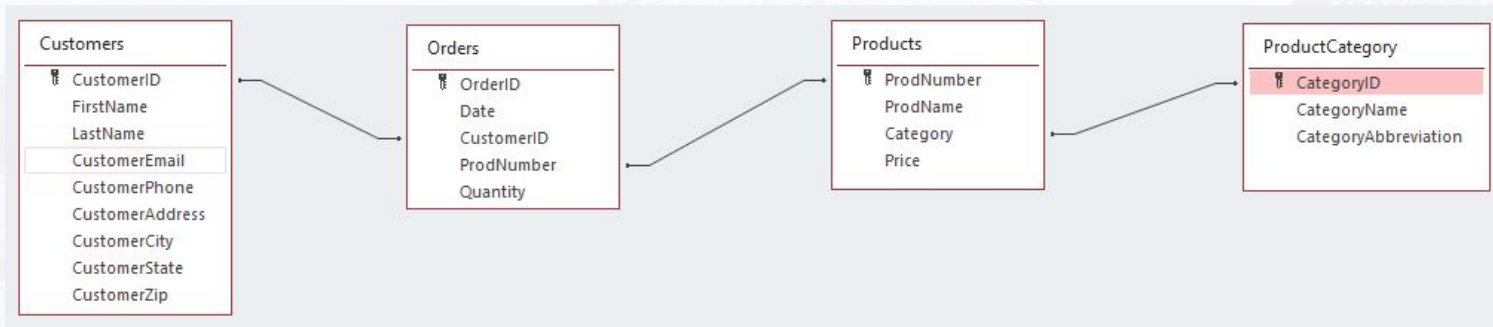 Customers
CustomerID
FirstName
LastName
CustomerEmail
CustomerPhone
CustomerAddress
CustomerCity
CustomerState
CustomerZip
Orders
OrderID
Date
CustomerID
ProdNumber
Quantity
Products
ProdNumber
ProdName
Category
Price
ProductCategory
CategoryID
CategoryName
CategoryAbbreviation